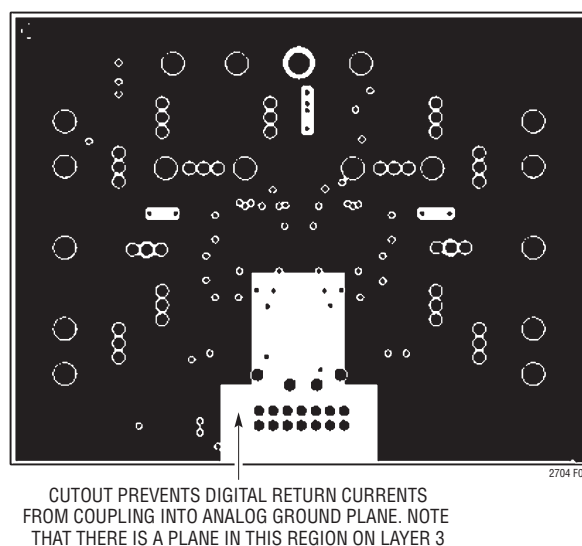 2704 F0
CUTOUT PREVENTS DIGITAL RETURN CURRENTS
FROM COUPLING INTO ANALOG GROUND PLANE. NOTE
THAT THERE IS A PLANE IN THIS REGION ON LAYER 3